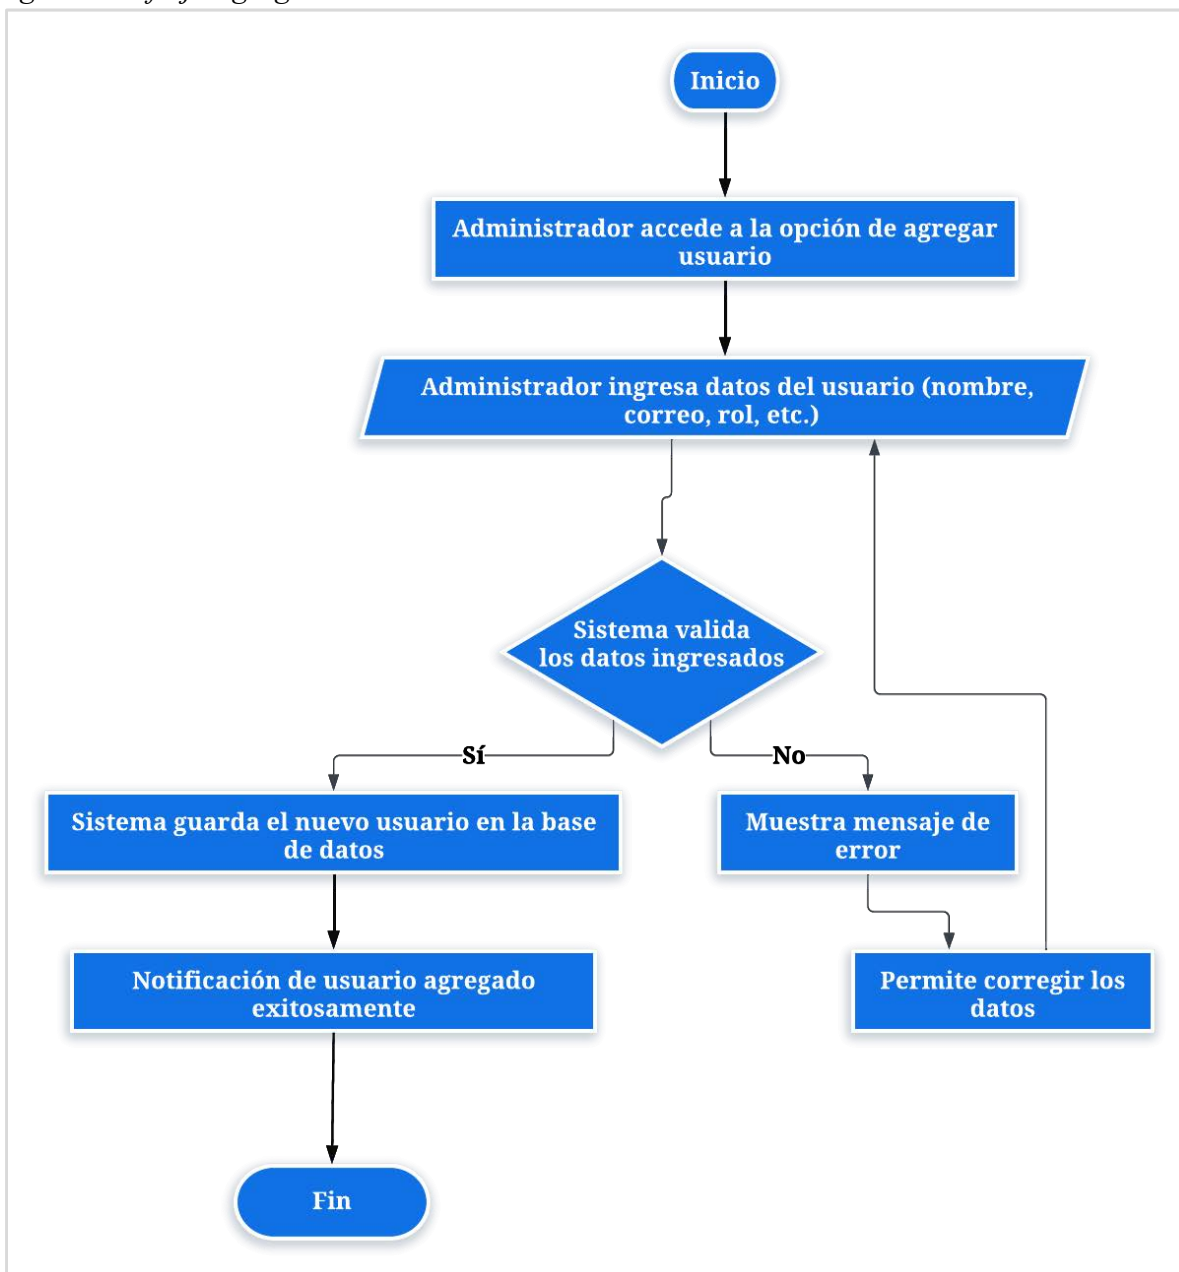 Inicio
Administrador accede a la opción de agregar
usuario
Administrador ingresa datos del usuario (nombre,
correo, rol, etc.)
Sistema valida
los datos ingresados
Sí
No
Sistema guarda el nuevo usuario en la base
de datos
Muestra mensaje de
error
Notificación de usuario agregado
exitosamente
Permite corregir los
datos
Fin